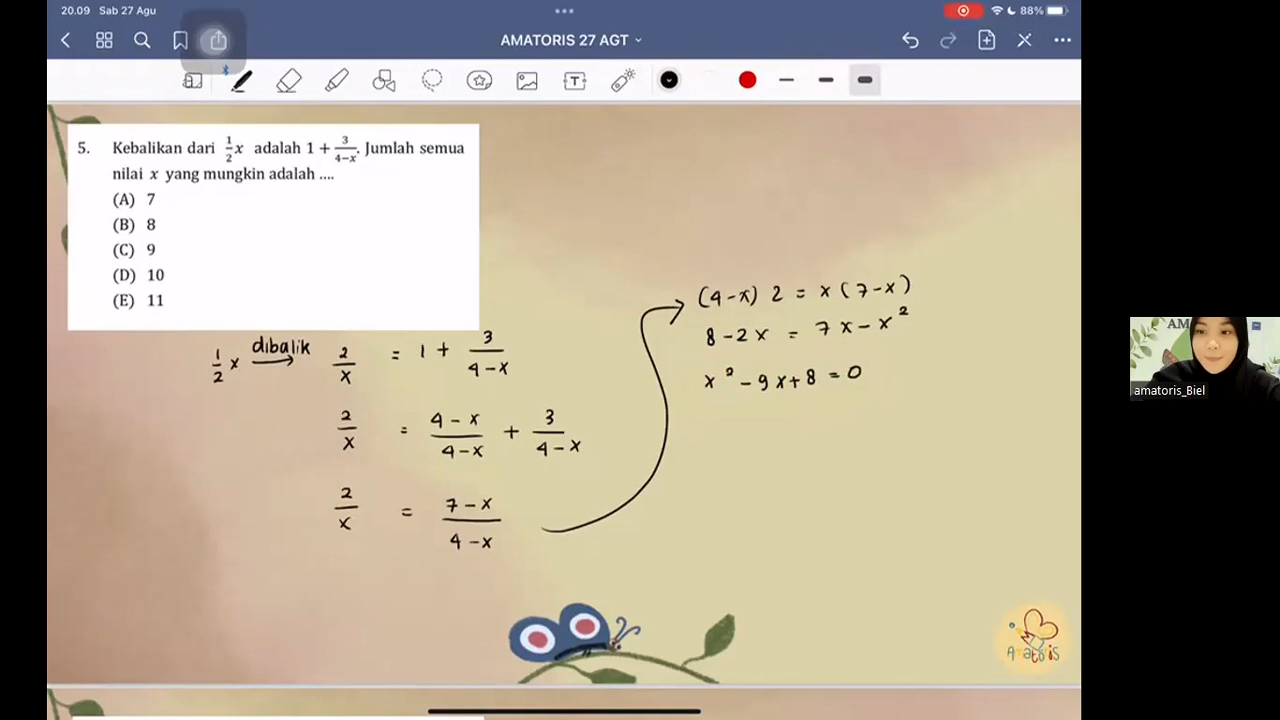 20.09 Sab 27 Agu
88%
AMATORIS 27 AGT
5. Kebalikan dari 1/2 x adalah 1 + 3/(4−x). Jumlah semua
nilai x yang mungkin adalah ....
(A) 7
(B) 8
(C) 9
(D) 10
(E) 11
1/2 x dibalik → 2/x = 1 + 3/(4-x)
2/x = (4-x)/(4-x) + 3/(4-x)
2/x = (7-x)/(4-x)
(4-x) 2 = x (7-x)
8-2x = 7x-x²
x²-9x+8=0
Amatoris
AM
amatoris_Biel